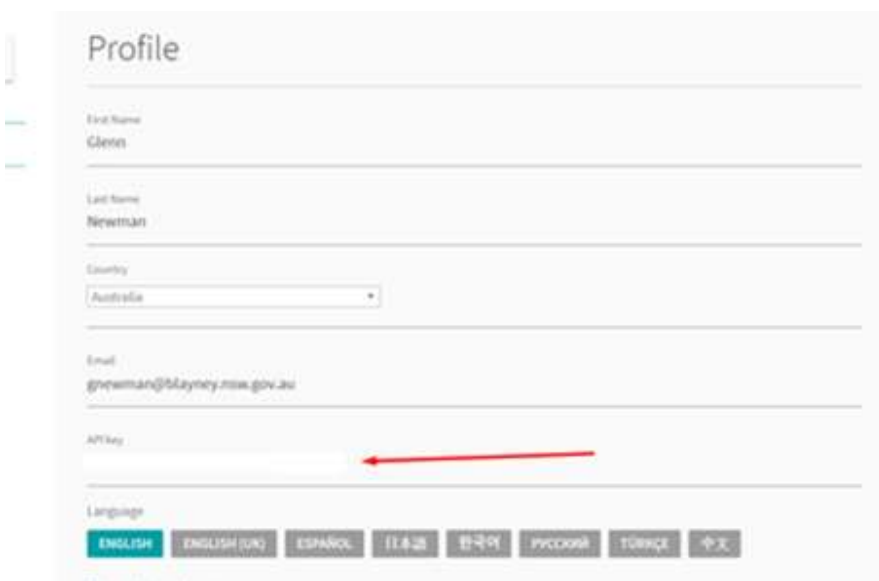 Profile
First Name
Glenn
Last Name
Newman
Country
Australia
Email
gnewman@blayney.nsw.gov.au
API key
Language
ENGLISH ENGLISH (UK) ESPAÑOL 日本語 한국어 РУССКИЙ TÜRKÇE 中文